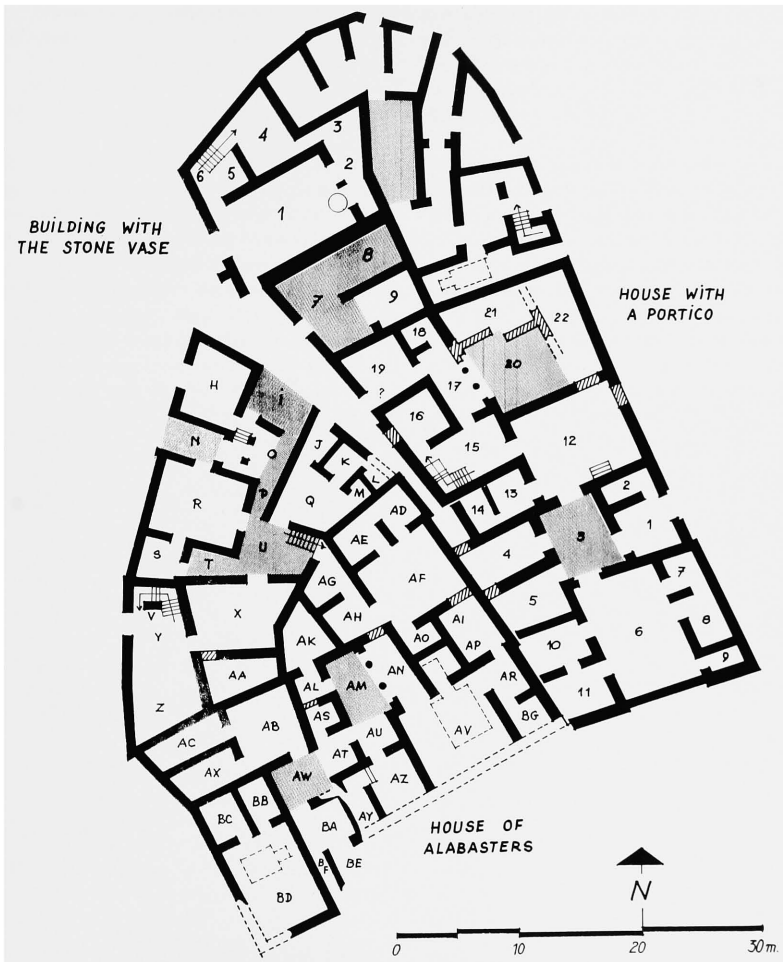 3
4
2
6
5
1
BUILDING WITH
THE STONE VASE
8
7
9
HOUSE WITH
A PORTICO
21
22
18
20
19
17
?
16
15
12
H
i
N
O
J
K
L
M
P
Q
R
13
14
2
1
3
4
AD
AE
S
T
U
AF
AG
AH
5
7
6
8
9
10
11
V
Y
X
AK
AO
AI
AP
AN
AM
AL
AR
AA
Z
AB
AS
BG
AC
AU
AV
AT
AX
AW
AZ
BB
BC
AY
BA
BF
BE
BD
HOUSE OF
ALABASTERS
N
0 10 20 30 m.